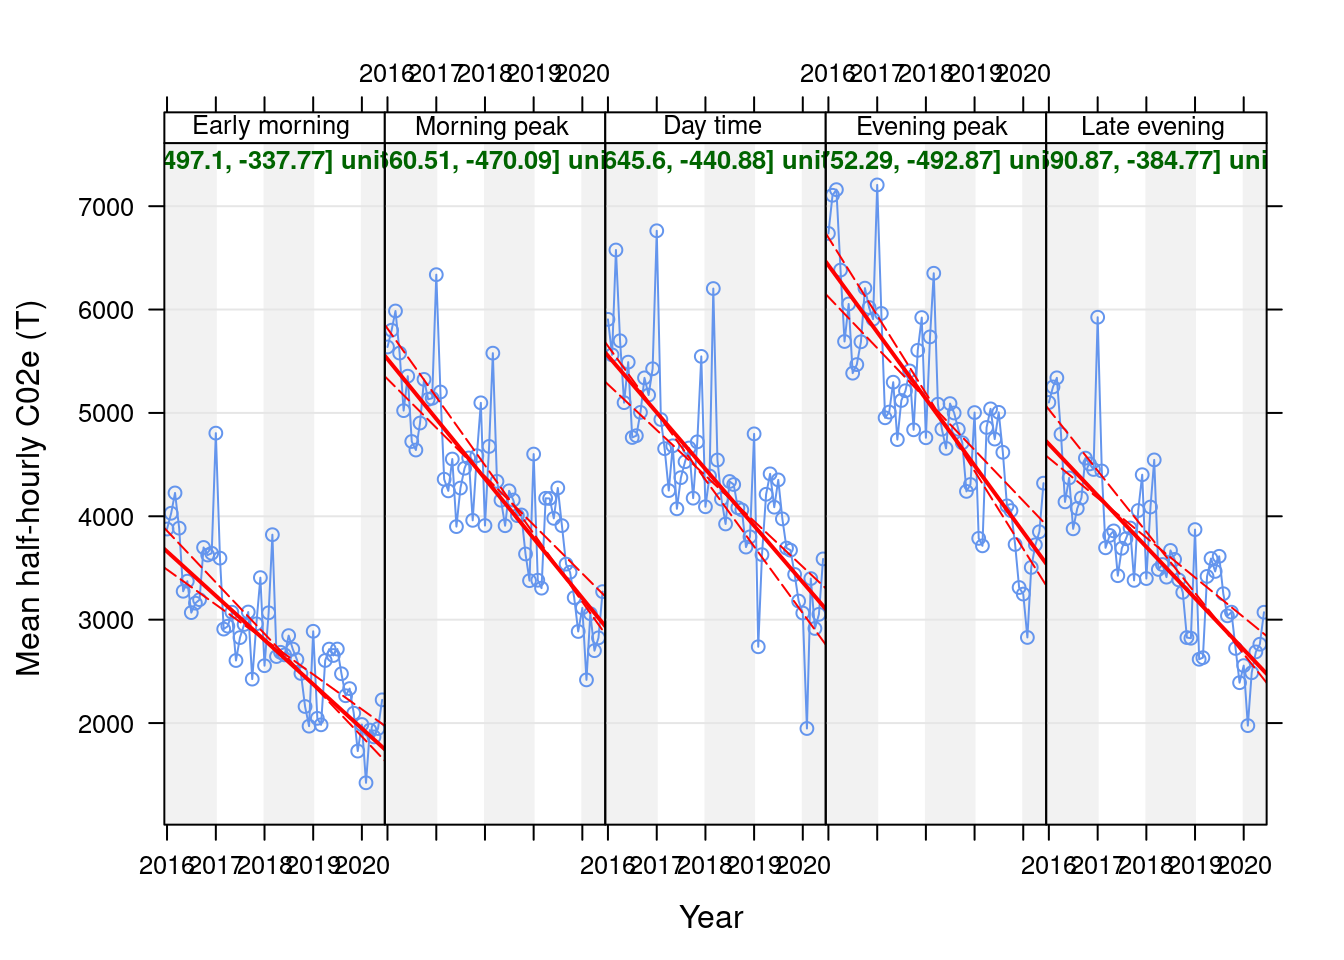 2016 2017 2018 2019 2020 2016 2017 2018 2019 2020
Early morning Morning peak Day time Evening peak Late evening
497.1, -337.77] unit 60.51, -470.09] uni 645.6, -440.88] unit 52.29, -492.87] uni 90.87, -384.77] unit
7000
6000
5000
4000
3000
2000
Mean half-hourly C02e (T)
2016 2017 2018 2019 2020 2016 2017 2018 2019 2020 2016 2017 2018 2019 2020
Year